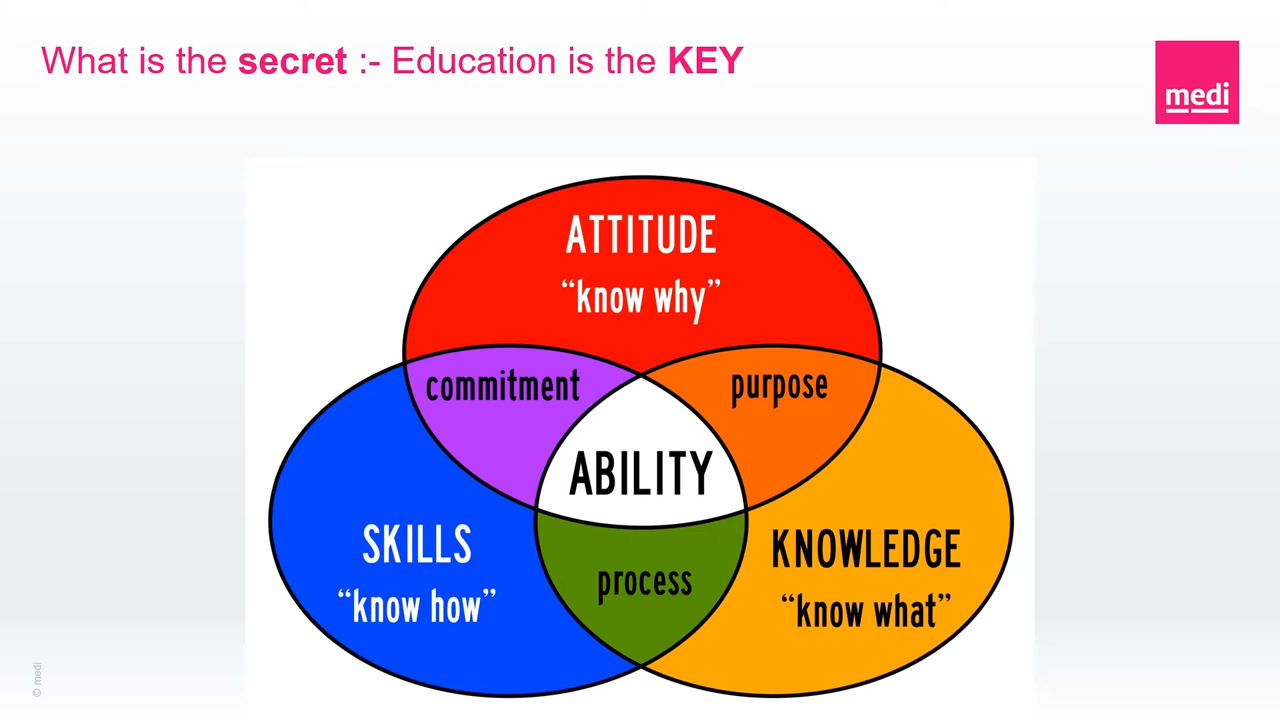 What is the secret :- Education is the KEY
medi
ATTITUDE
“know why”
commitment
purpose
ABILITY
SKILLS
“know how”
process
KNOWLEDGE
“know what”
© medi